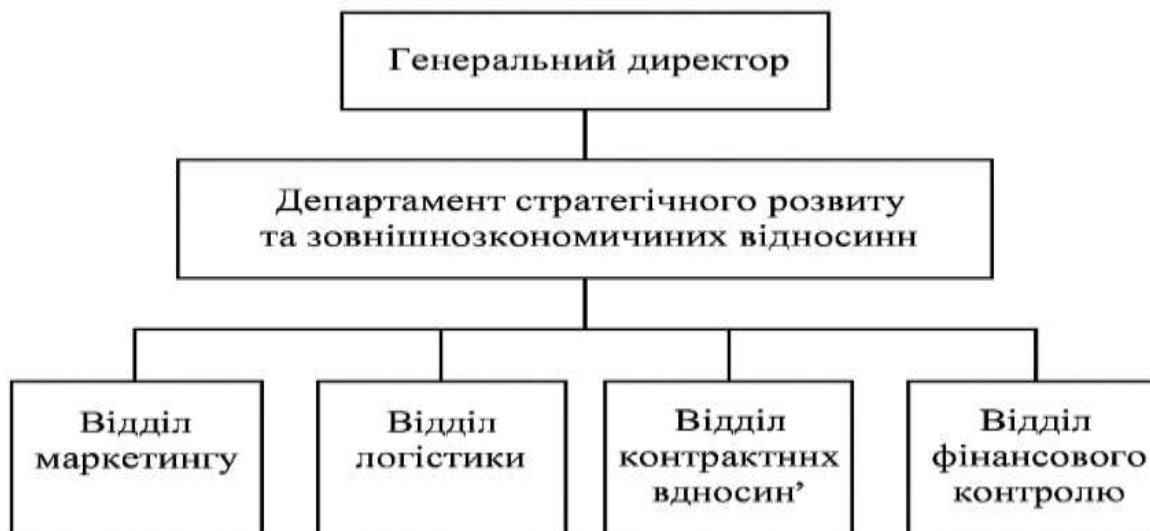 Генеральний директор
Департамент стратегічного розвиту
та зовнішнозкономичиних відносинн
Відділ
маркетингу
Відділ
логістики
Відділ
контрактннх
вдносин’
Відділ
фінансового
контролю